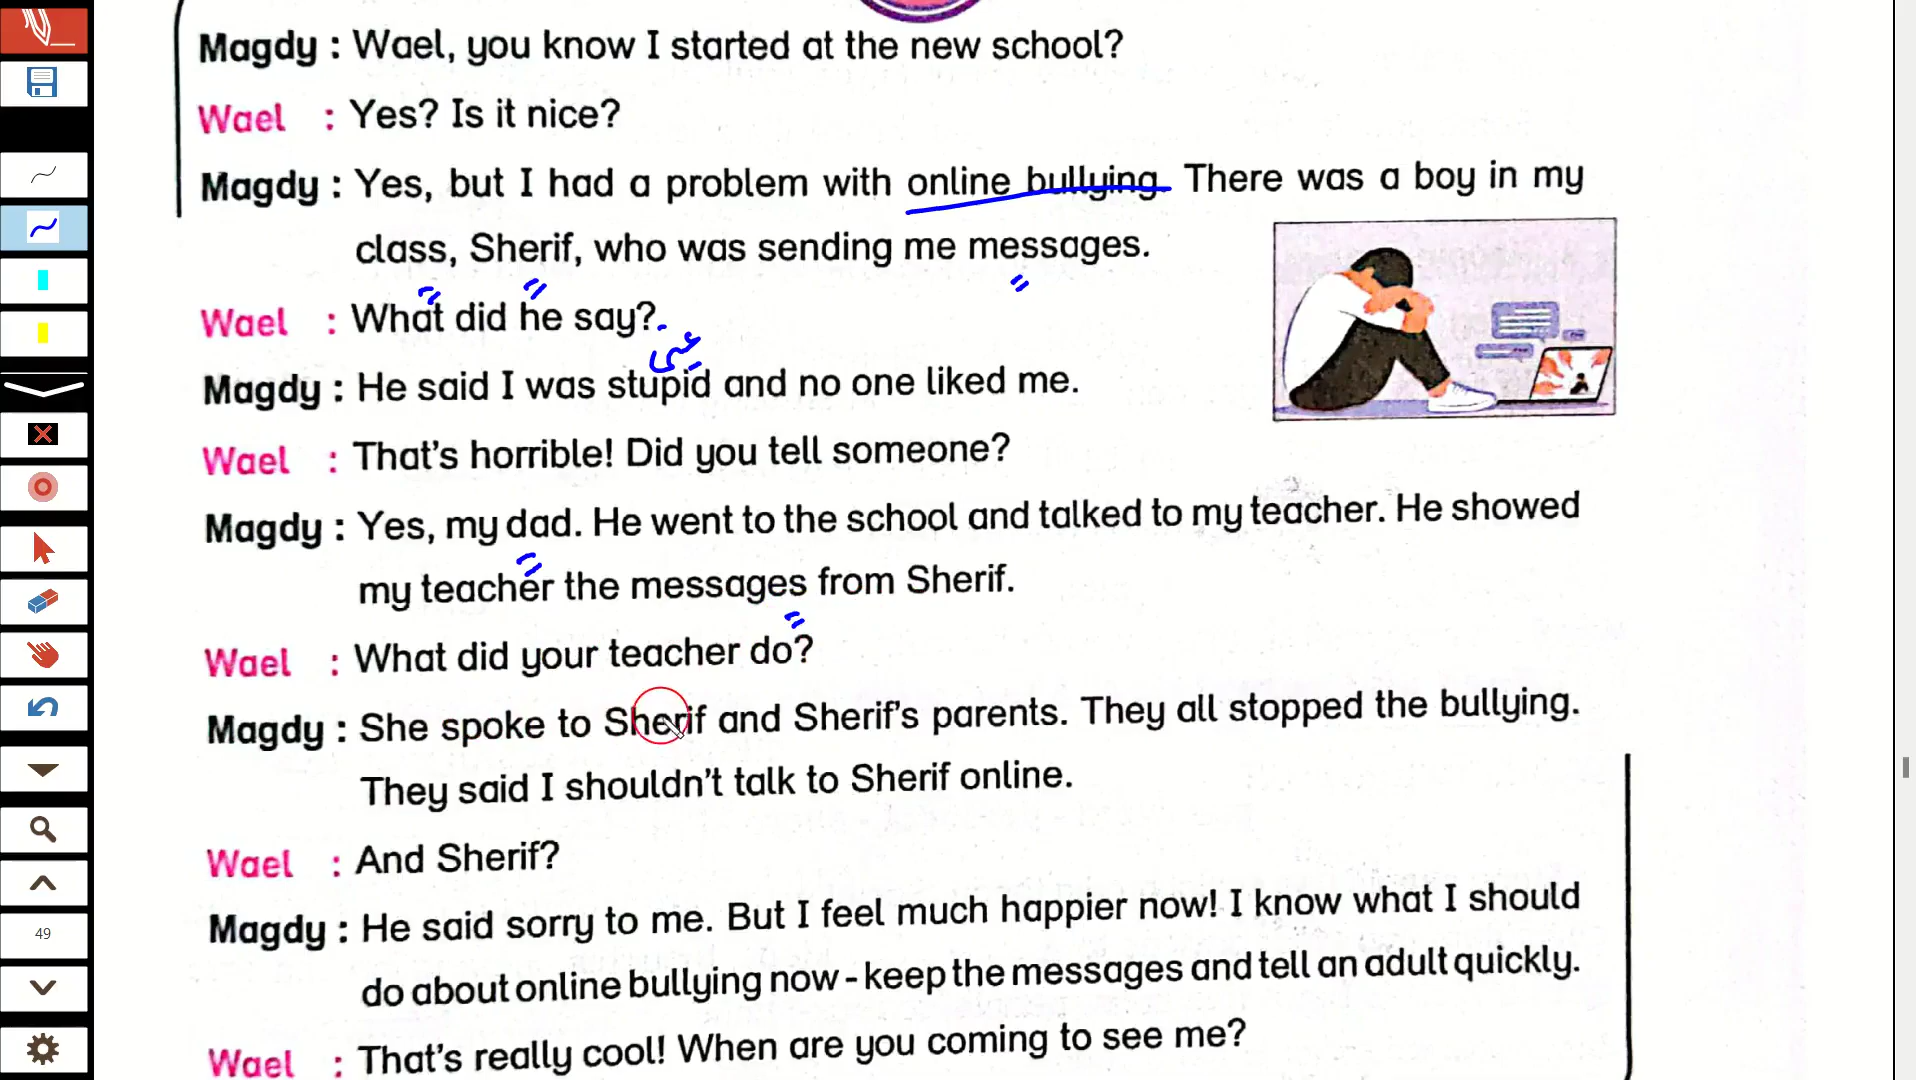 Magdy : Wael, you know I started at the new school?
Wael : Yes? Is it nice?
Magdy : Yes, but I had a problem with online bullying. There was a boy in my
class, Sherif, who was sending me messages.
Wael : What did he say?
غبي
Magdy : He said I was stupid and no one liked me.
Wael : That's horrible! Did you tell someone?
Magdy : Yes, my dad. He went to the school and talked to my teacher. He showed
my teacher the messages from Sherif.
Wael : What did your teacher do?
Magdy : She spoke to Sherif and Sherif's parents. They all stopped the bullying.
They said I shouldn't talk to Sherif online.
Wael : And Sherif?
Magdy : He said sorry to me. But I feel much happier now! I know what I should
do about online bullying now - keep the messages and tell an adult quickly.
49
Wael : That's really cool! When are you coming to see me?